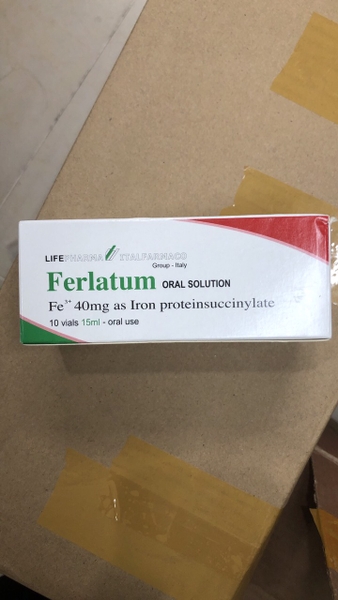 LIFEPHARMA ITALFARMACO
Group - Italy
Ferlatum ORAL SOLUTION
Fe³⁺ 40mg as Iron proteinsuccinylate
10 vials 15ml - oral use